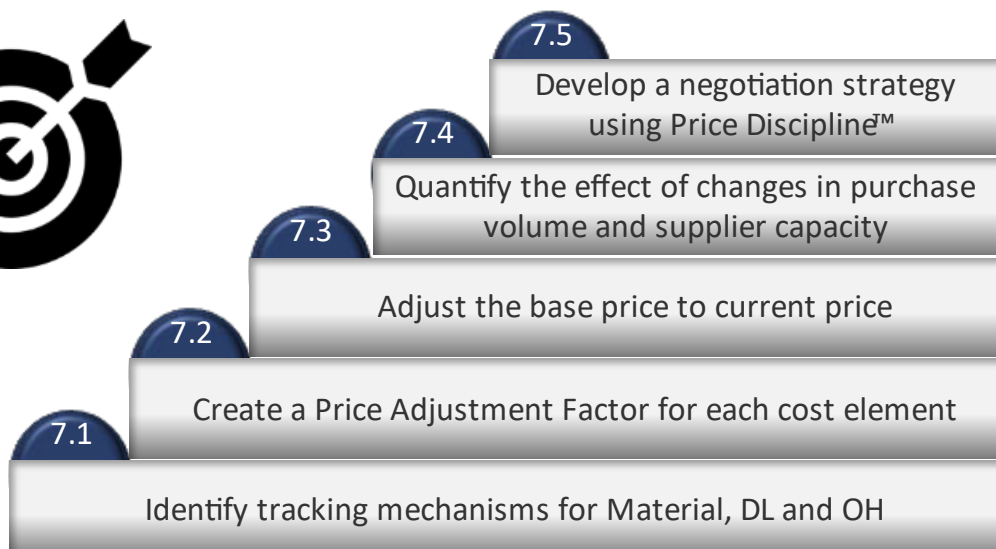 7.5
Develop a negotiation strategy
using Price Discipline™
7.4
Quantify the effect of changes in purchase
volume and supplier capacity
7.3
Adjust the base price to current price
7.2
Create a Price Adjustment Factor for each cost element
7.1
Identify tracking mechanisms for Material, DL and OH